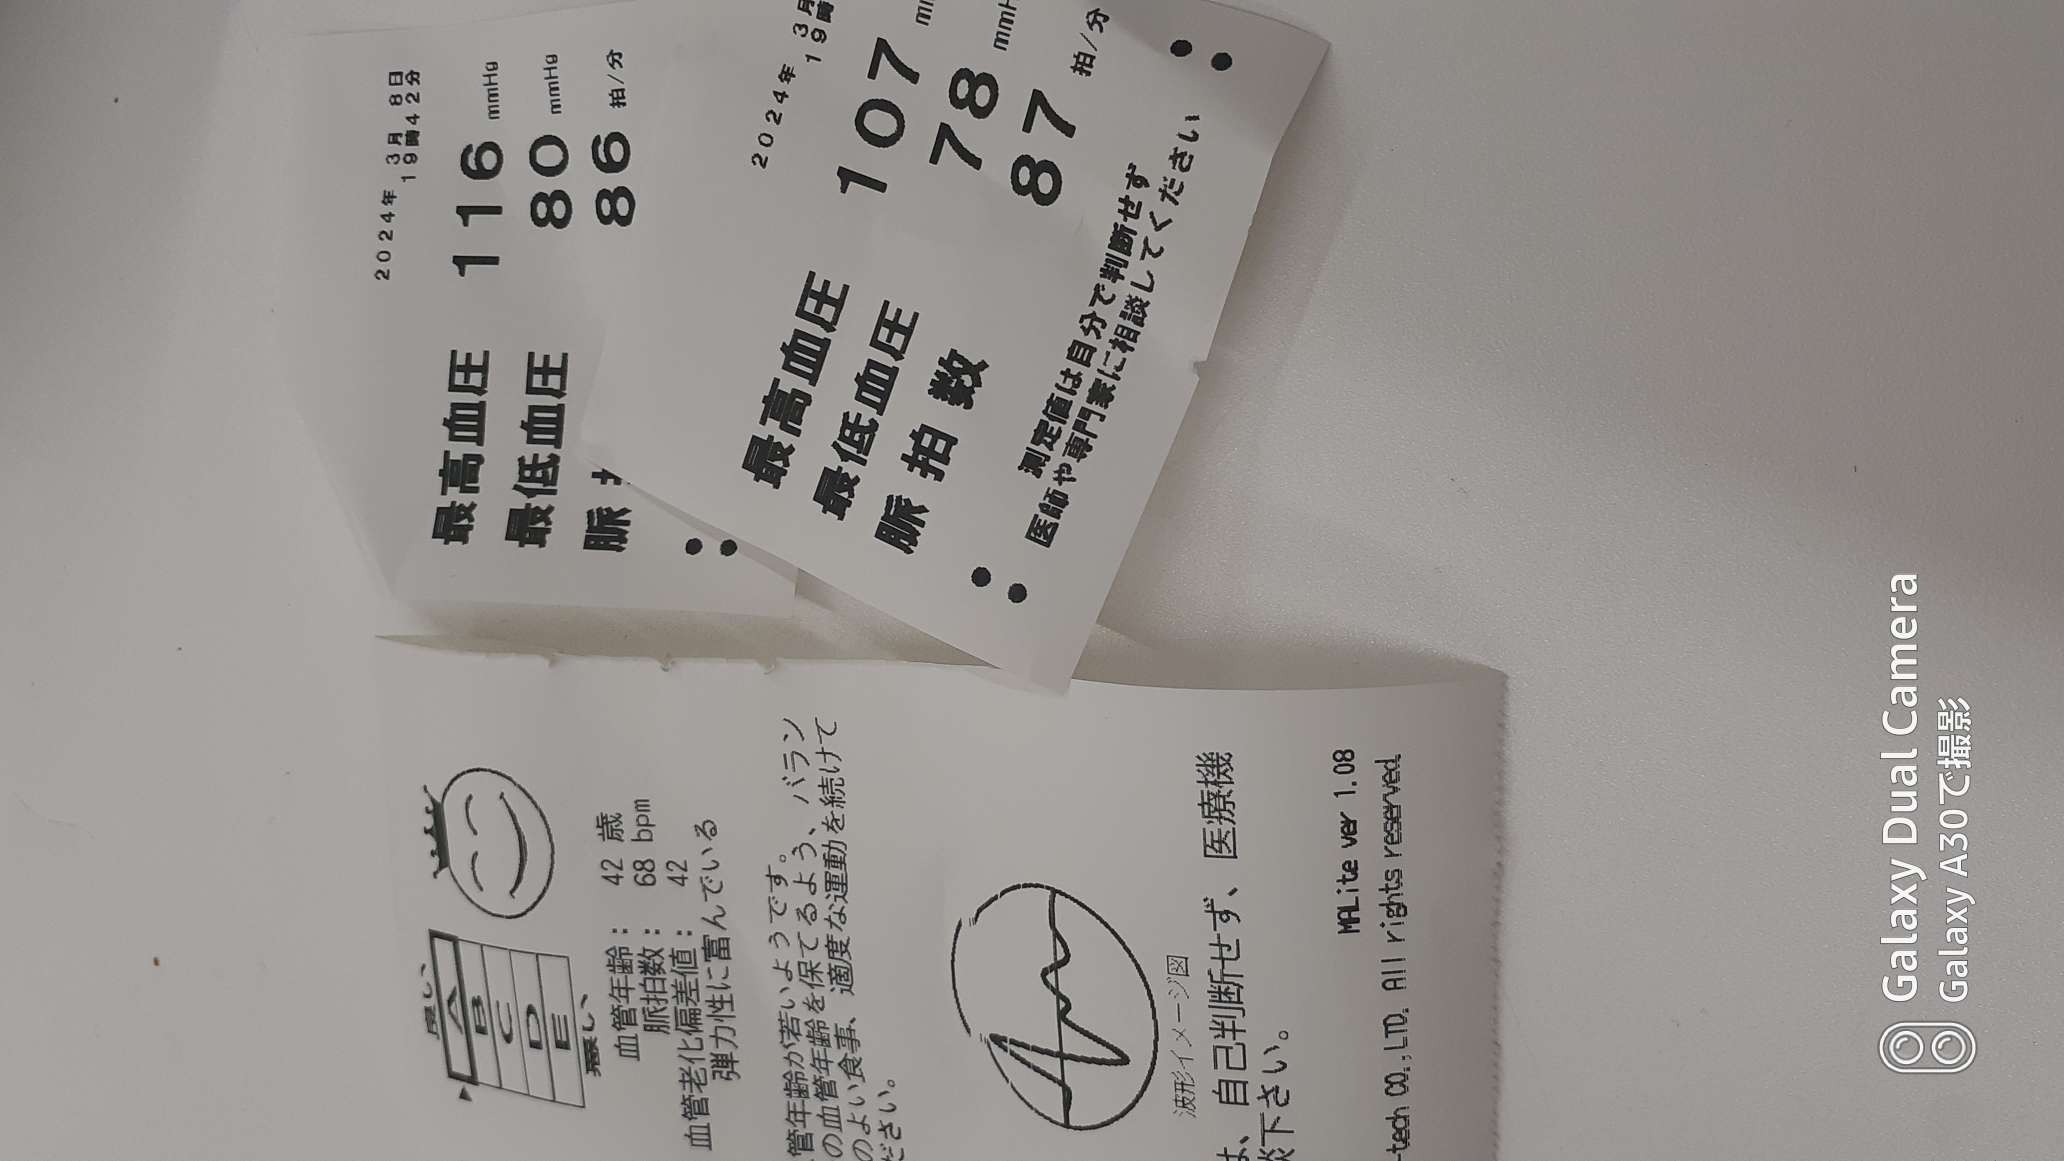 2024年 3月 8日
19時42分
最高血圧 116 mmHg
最低血圧 80 mmHg
脈 86 拍/分
2024年 3月
19時
最高血圧 107
最低血圧 78
脈拍数 87 拍/分
測定値は自分で判断せず
医師や専門家に相談してください
良い
A
B
C
D
E
悪い
血管年齢: 42 歳
脈拍数: 68 bpm
血管老化偏差値: 42
弾力性に富んでいる
管年齢が若いようです。
の血管年齢を保てるよう、バラン
のよい食事、適度な運動を続けて
ださい。
波形イメージ図
は、自己判断せず、医療機
談下さい。
MALite ver 1.08
-tech CO.,LTD. All rights reserved
Galaxy Dual Camera
Galaxy A30で撮影